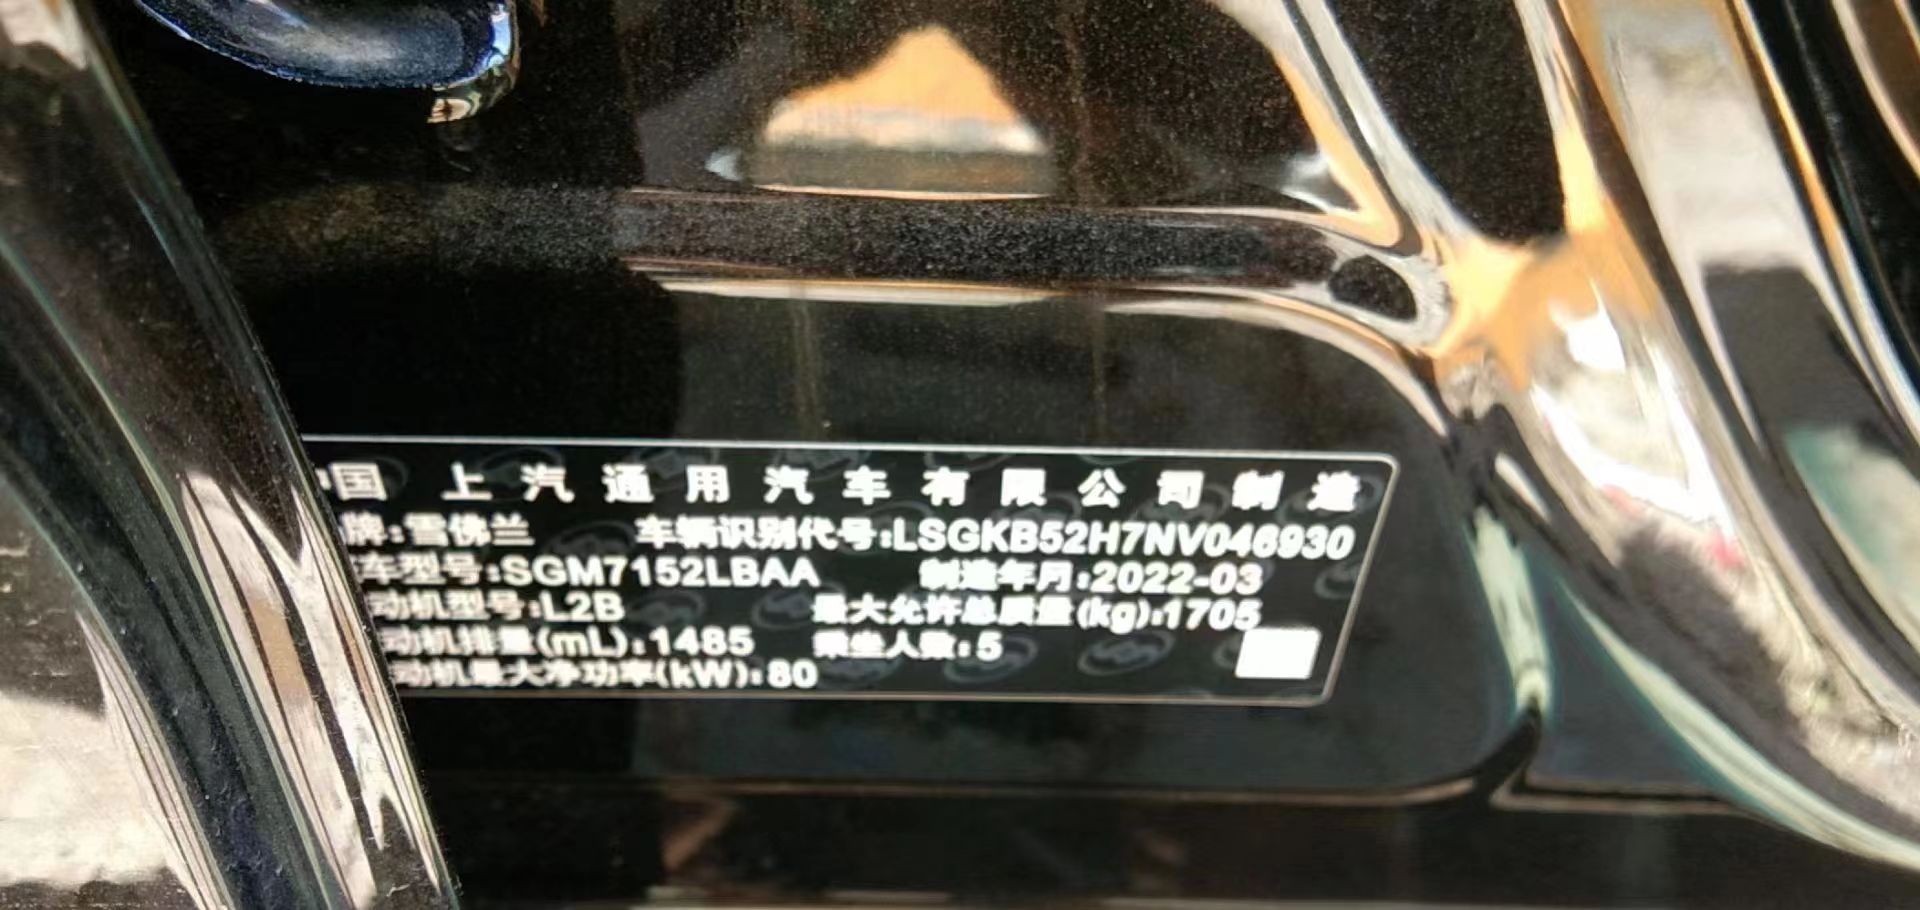 中国 上汽通用汽车有限公司制造
牌:雪佛兰 车辆识别代号:LSGKB52H7NV046930
车型号:SGM7152LBAA 制造年月:2022-03
动机型号:L2B 最大允许总质量(kg):1705
动机排量(mL):1485 乘坐人数:5
动机最大净功率(kW):80